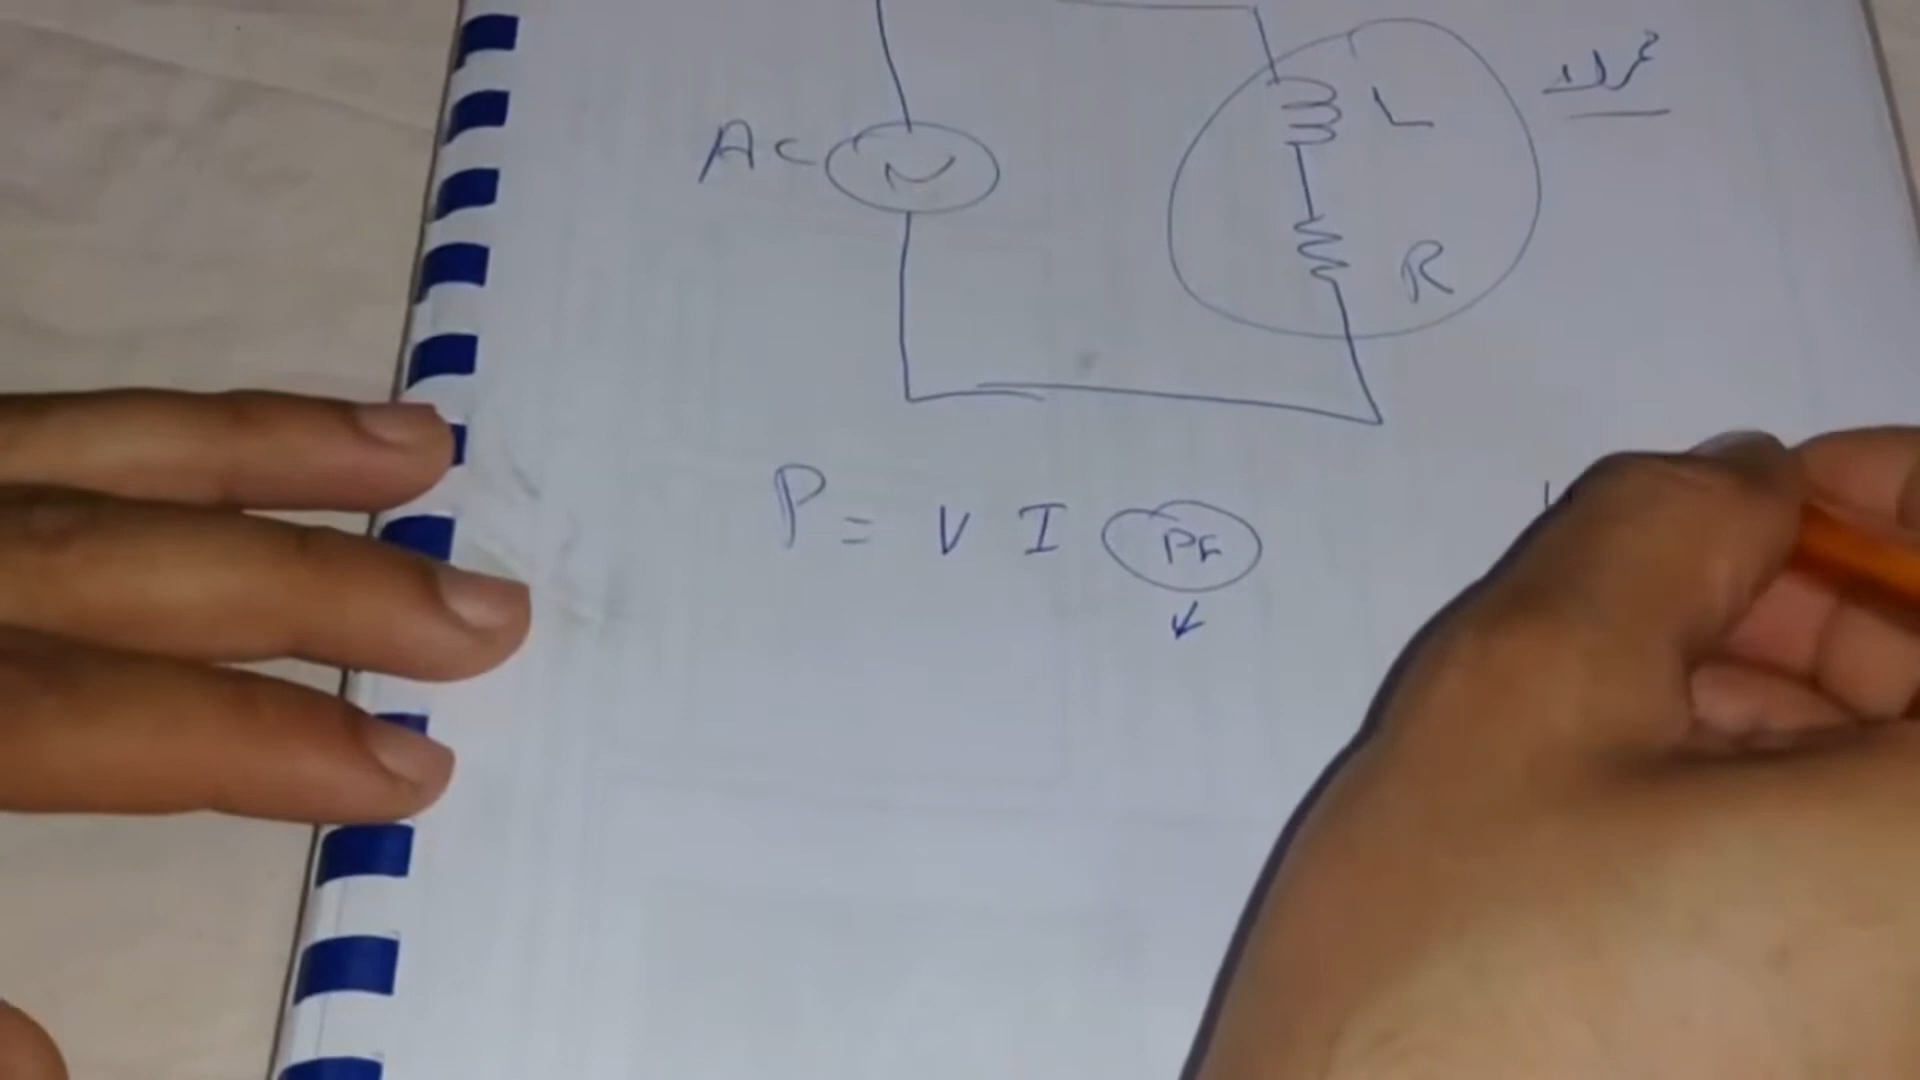 L
AC
R
P = V I PF